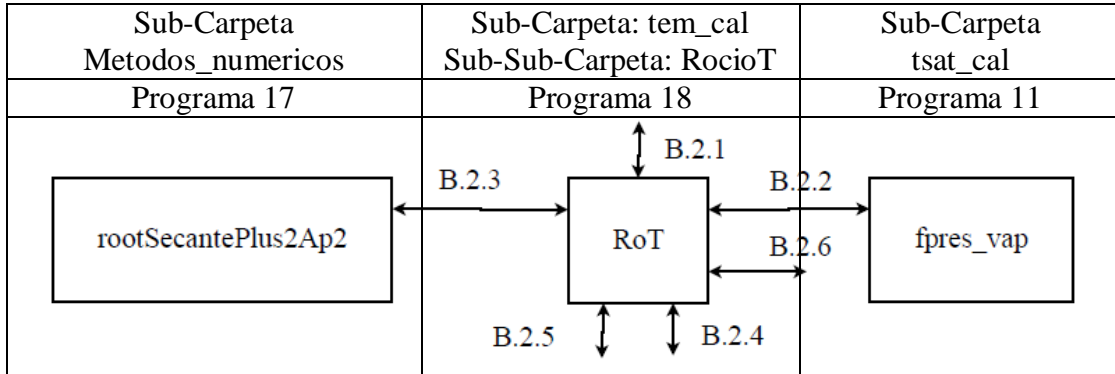 Sub-Carpeta
Metodos_numericos
Sub-Carpeta: tem_cal
Sub-Sub-Carpeta: RocioT
Sub-Carpeta
tsat_cal
Programa 17
Programa 18
Programa 11
B.2.1
B.2.3
B.2.2
rootSecantePlus2Ap2
RoT
fpres_vap
B.2.6
B.2.5
B.2.4